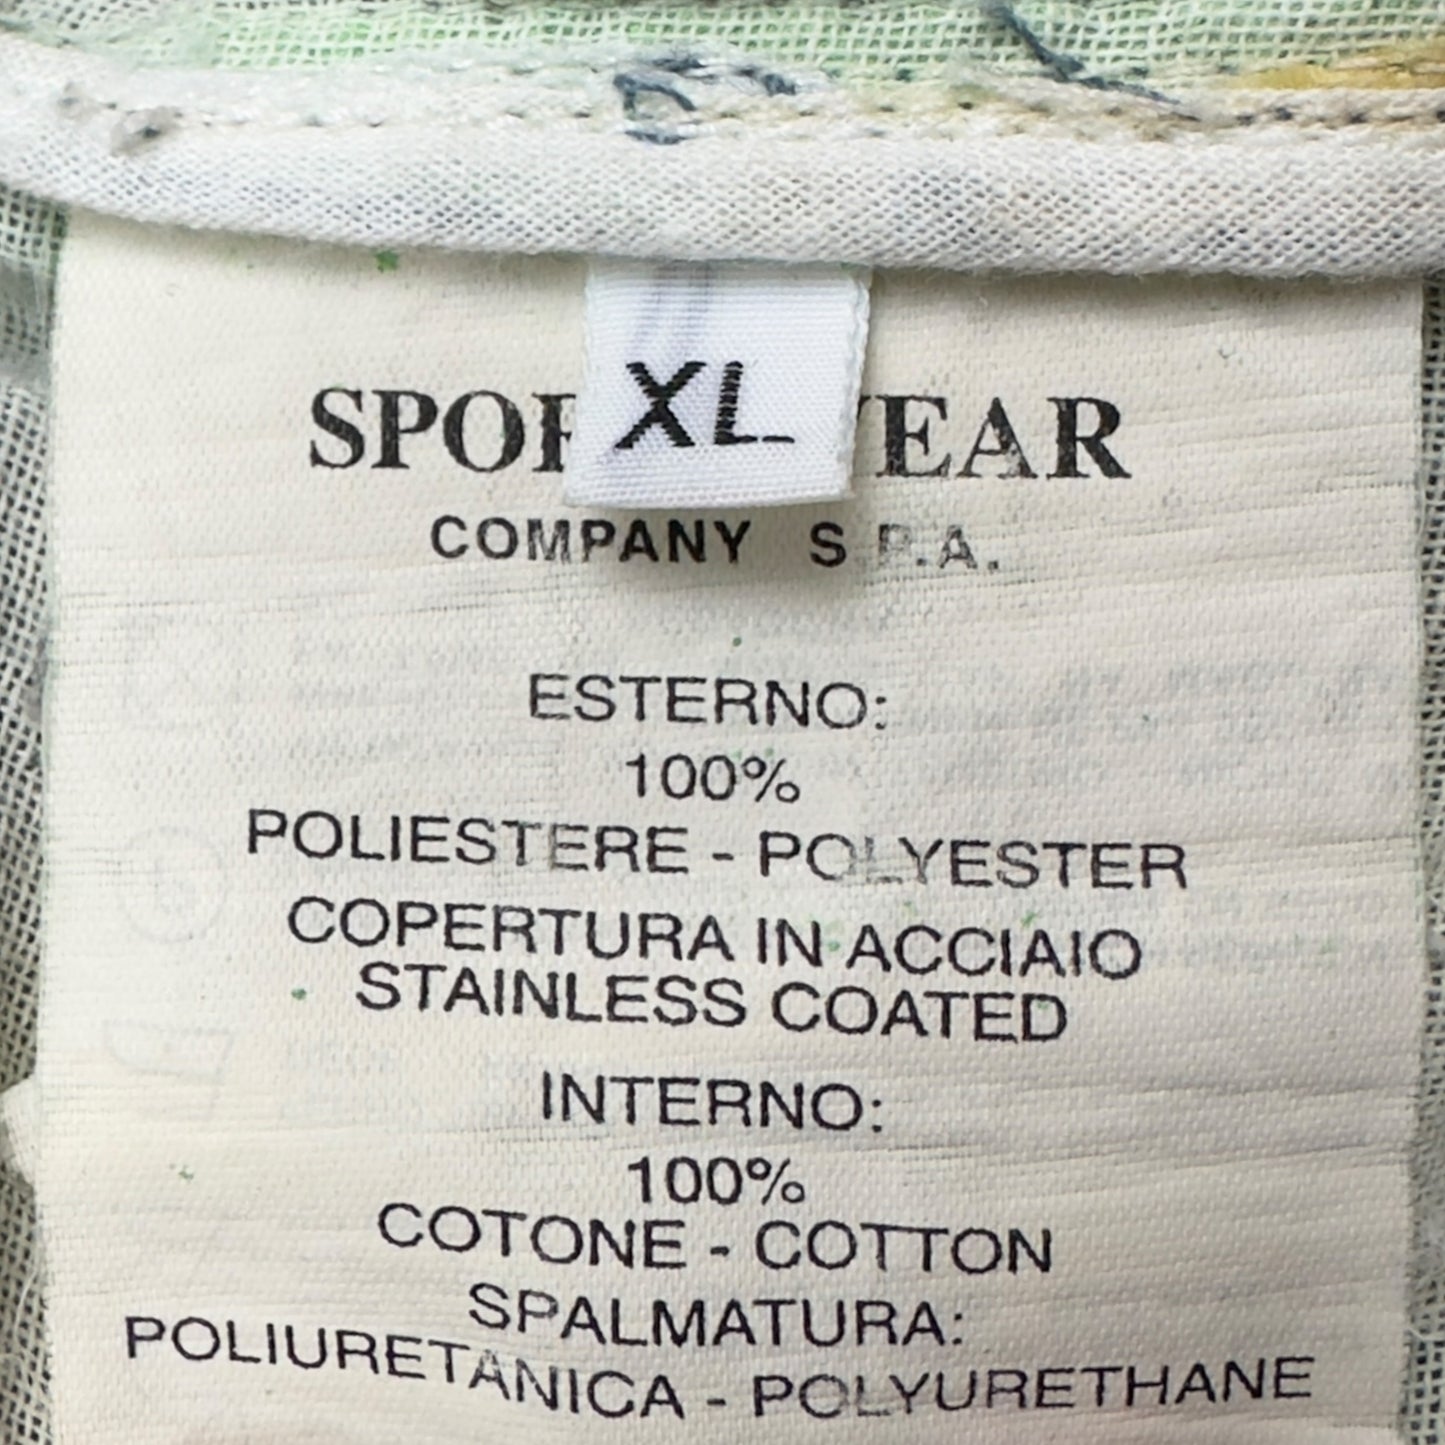 XL
COMPANY S.P.A.
ESTERNO:
100%
POLIESTERE - POLYESTER
COPERTURA IN ACCIAIO
STAINLESS COATED
INTERNO:
100%
COTONE - COTTON
SPALMATURA:
POLIURETANICA - POLYURETHANE